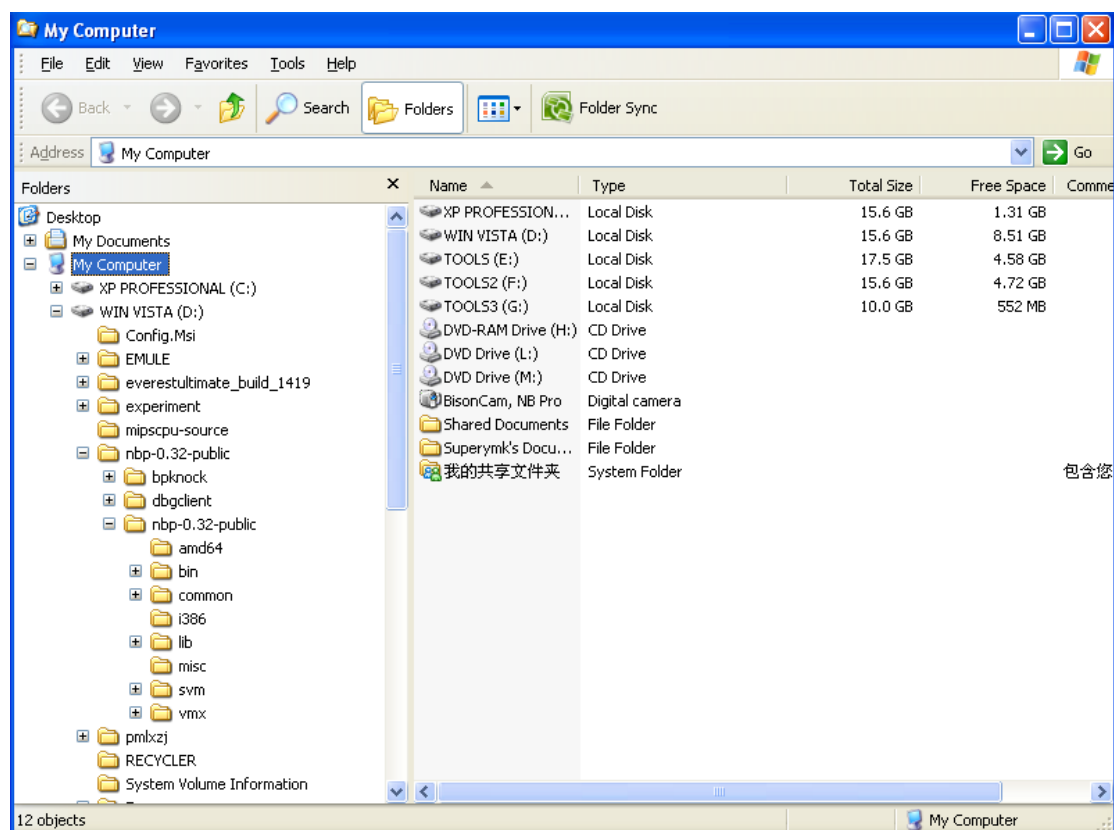 My Computer
File Edit View Favorites Tools Help
Back Search Folders Folder Sync
Address My Computer Go
Folders
Desktop
My Documents
My Computer
XP PROFESSIONAL (C:)
WIN VISTA (D:)
Config.Msi
EMULE
everestultimate_build_1419
experiment
mipscpu-source
nbp-0.32-public
bpknock
dbgclient
nbp-0.32-public
amd64
bin
common
i386
lib
misc
svm
vmx
pmlxzj
RECYCLER
System Volume Information
Name Type Total Size Free Space Comme
XP PROFESSION... Local Disk 15.6 GB 1.31 GB
WIN VISTA (D:) Local Disk 15.6 GB 8.51 GB
TOOLS (E:) Local Disk 17.5 GB 4.58 GB
TOOLS2 (F:) Local Disk 15.6 GB 4.72 GB
TOOLS3 (G:) Local Disk 10.0 GB 552 MB
DVD-RAM Drive (H:) CD Drive
DVD Drive (L:) CD Drive
DVD Drive (M:) CD Drive
BisonCam, NB Pro Digital camera
Shared Documents File Folder
Superymk's Docu... File Folder
我的共享文件夹 System Folder 包含您
12 objects My Computer